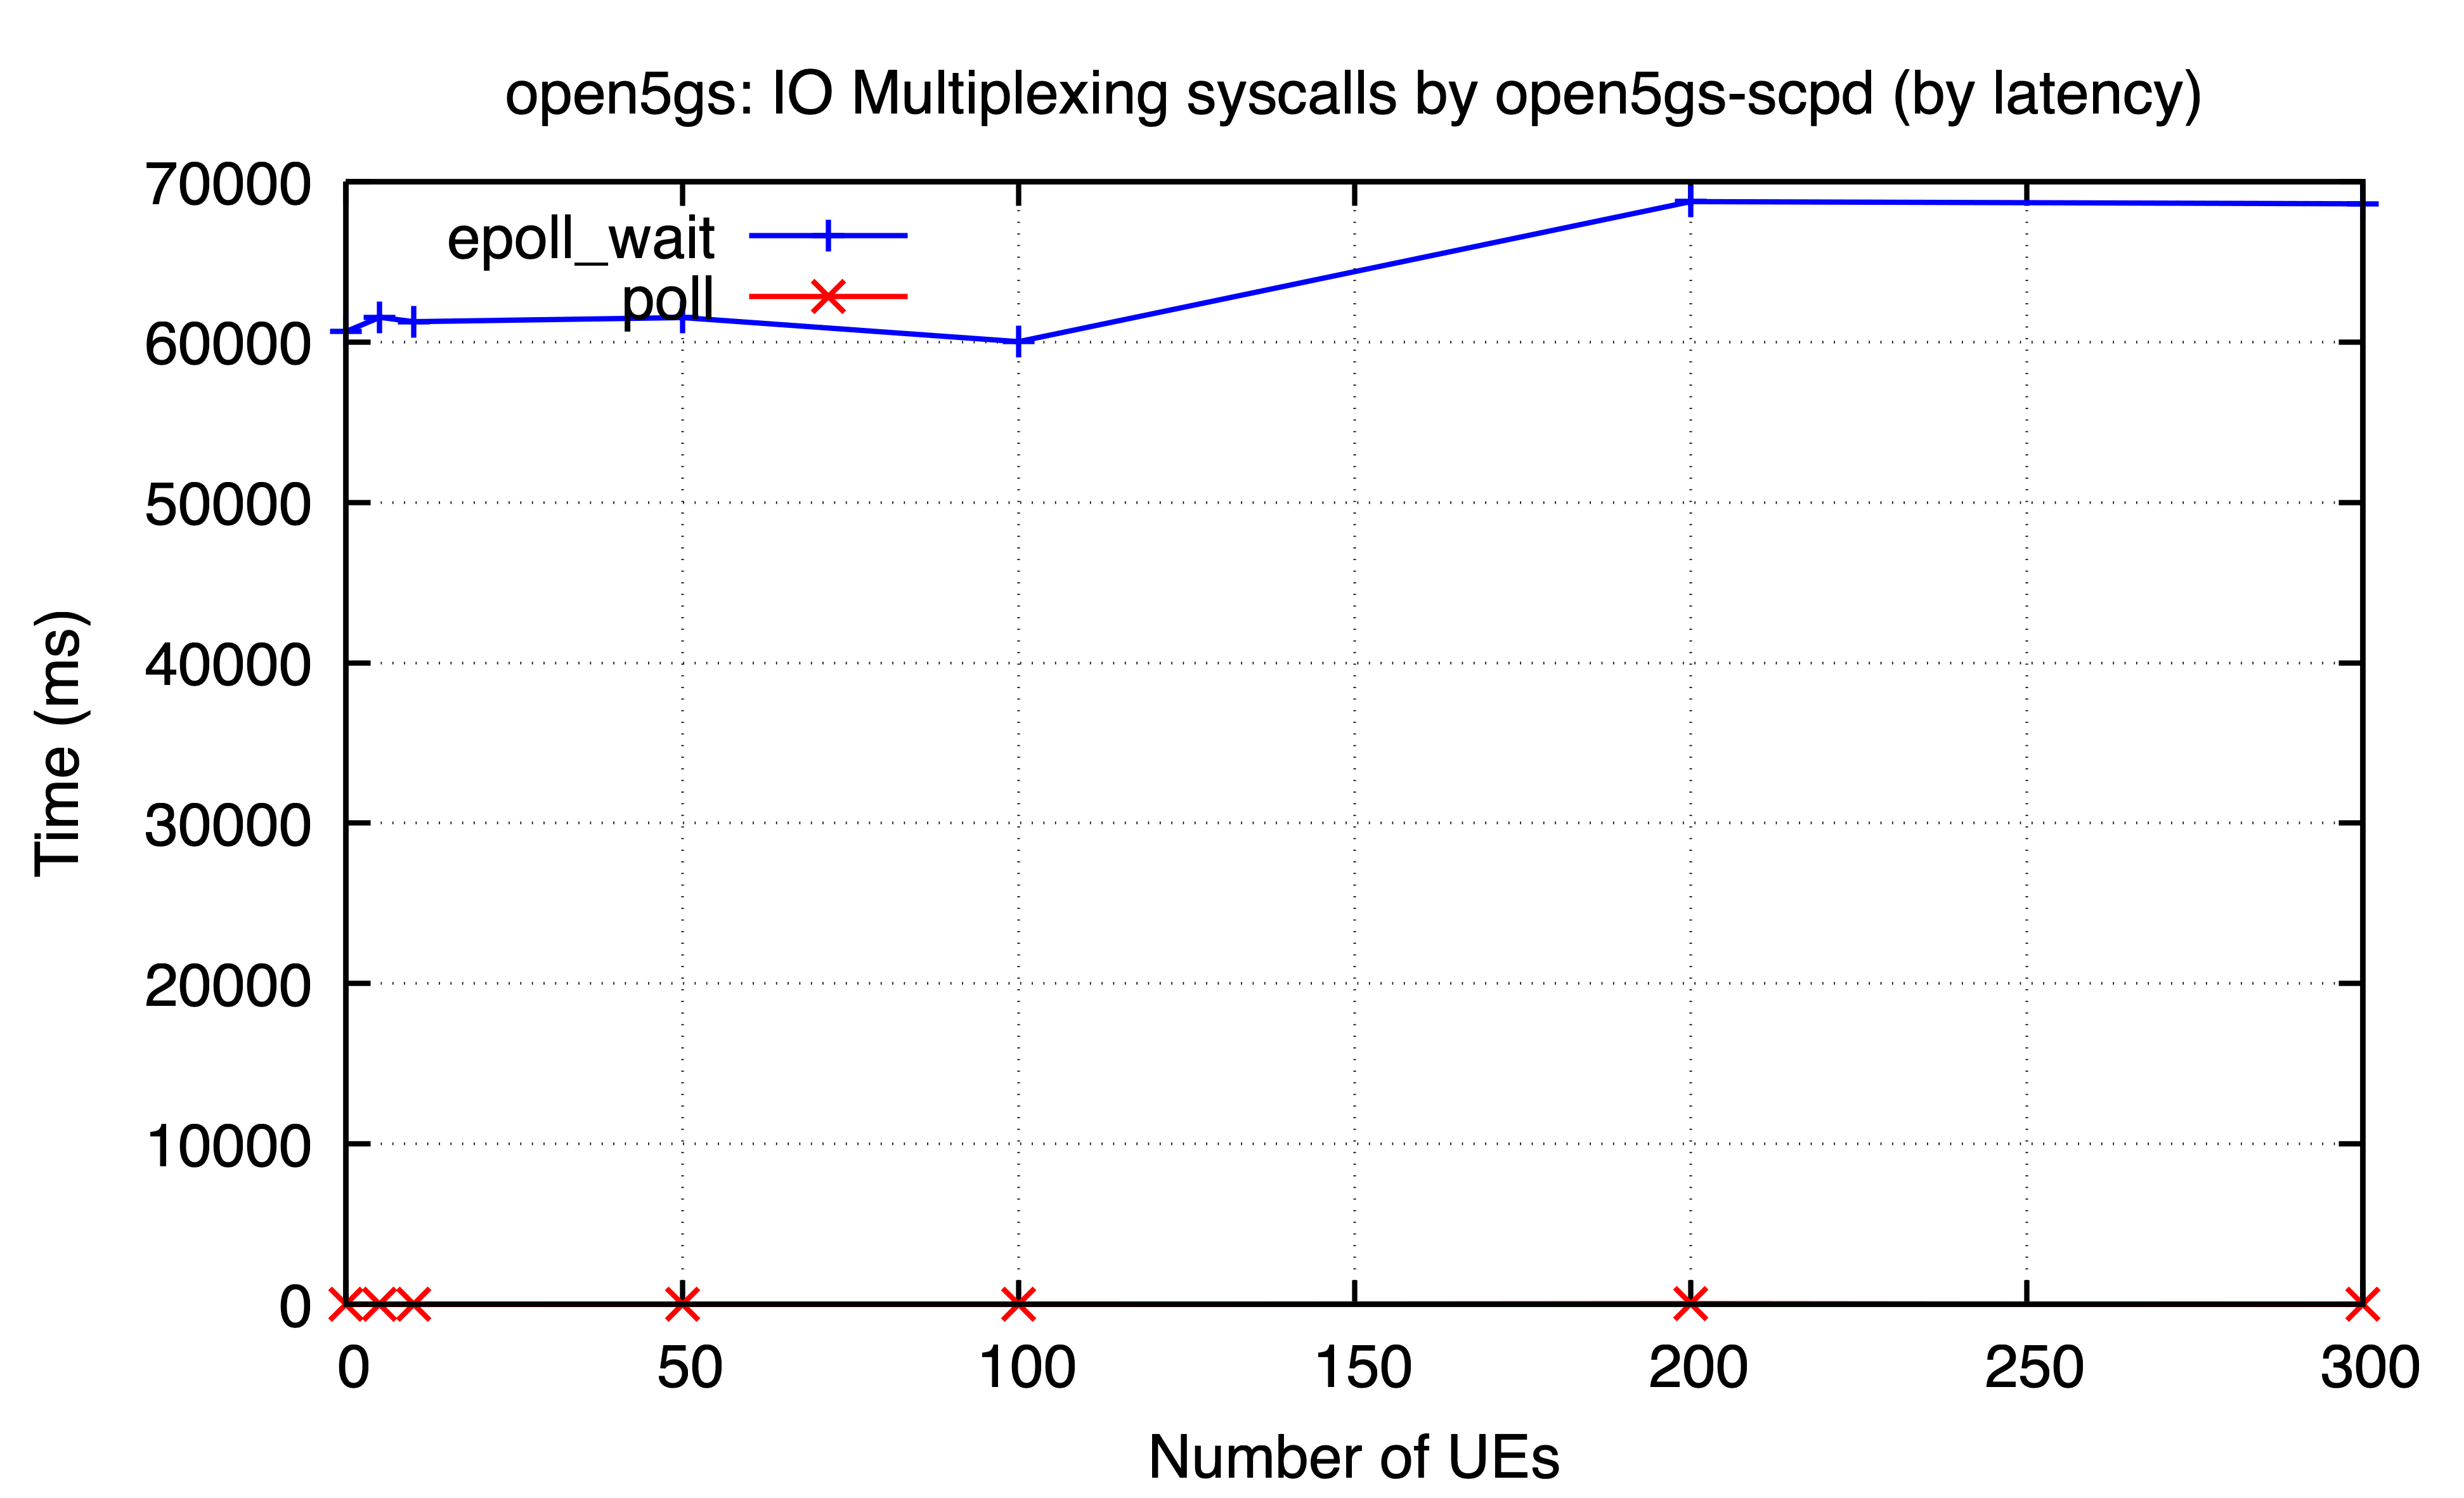 open5gs: IO Multiplexing syscalls by open5gs-scpd (by latency)
70000
epoll_wait
poll
60000
50000
40000
30000
20000
10000
0
Time (ms)
0 50 100 150 200 250 300
Number of UEs